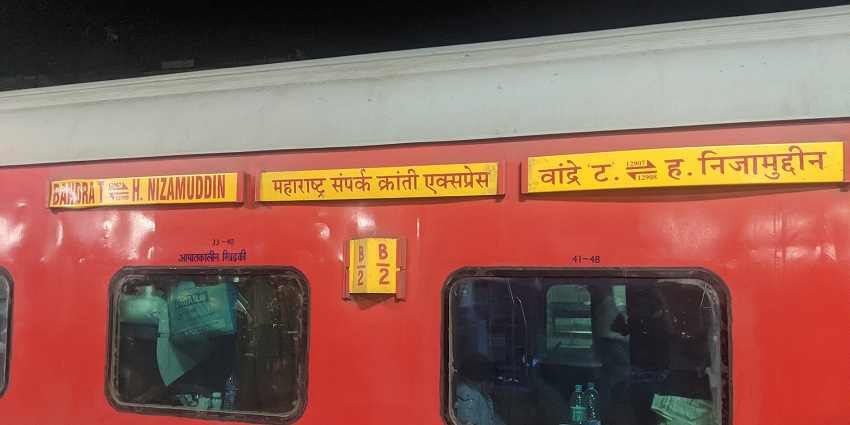 BANDRA T 12907 12908 H. NIZAMUDDIN
महाराष्ट्र संपर्क क्रांती एक्सप्रेस
वांद्रे 'ट'. 12907 12908 ह. निजामुद्दीन
33-40
आपातकालीन खिड़की
B/2
B/2
41-48